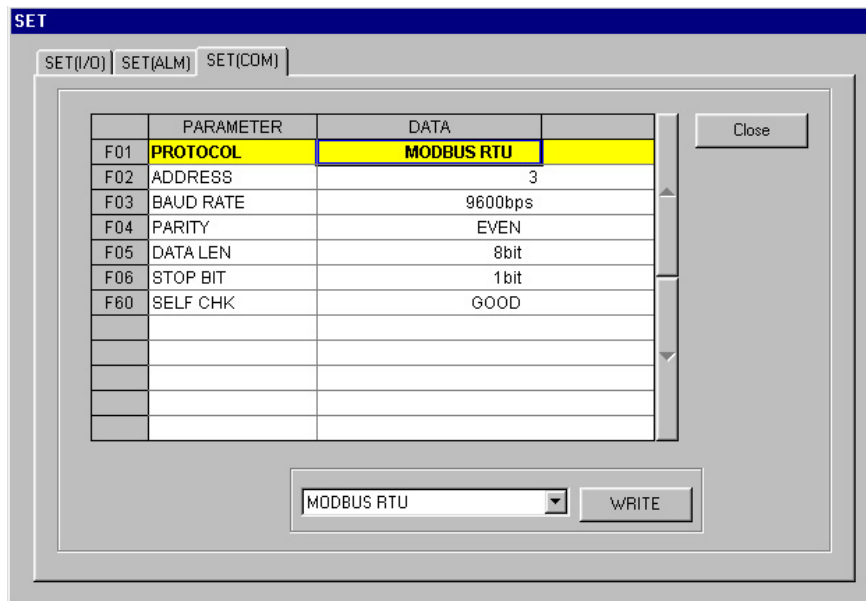 SET
SET(I/O) SET(ALM) SET(COM)
PARAMETER DATA
Close
F01 PROTOCOL MODBUS RTU
F02 ADDRESS 3
F03 BAUD RATE 9600bps
F04 PARITY EVEN
F05 DATA LEN 8bit
F06 STOP BIT 1bit
F60 SELF CHK GOOD
MODBUS RTU WRITE